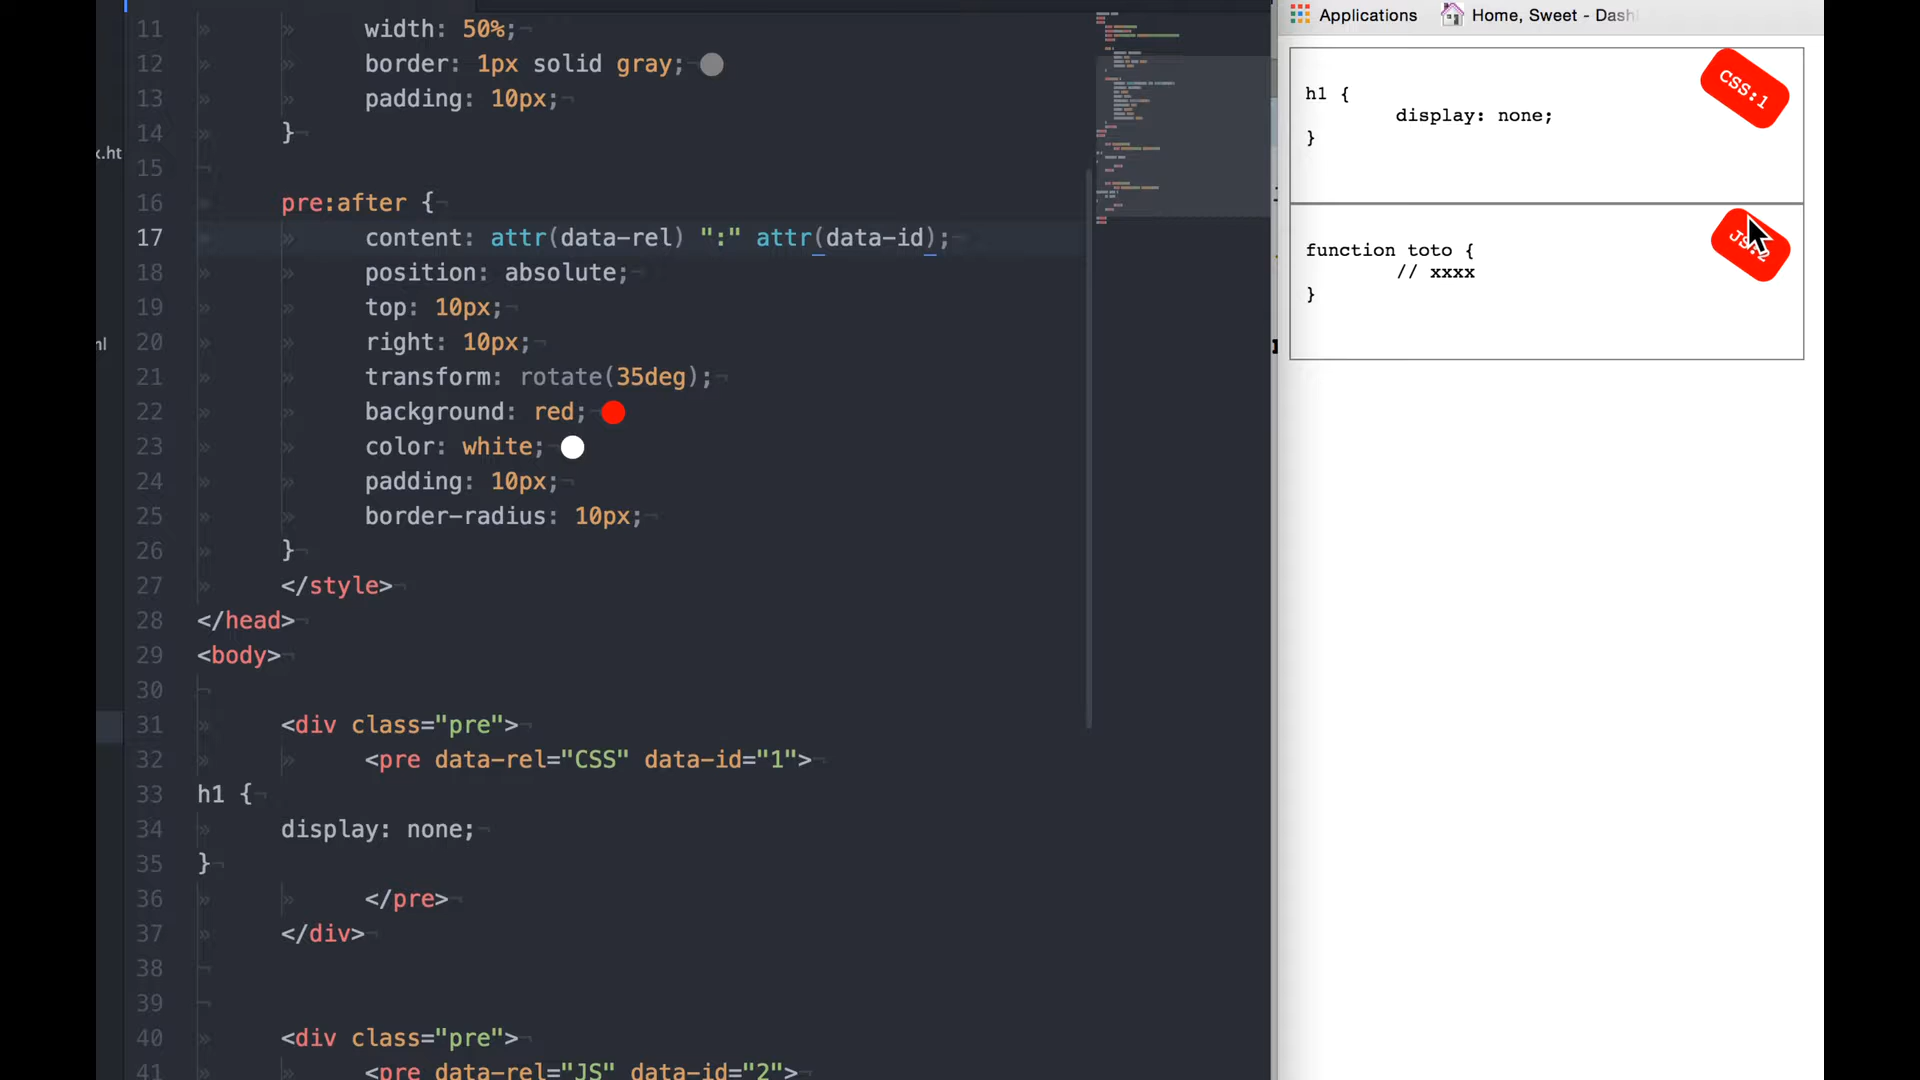 11 width: 50%;
12 border: 1px solid gray;
13 padding: 10px;
14 }
15
16 pre:after {
17 content: attr(data-rel) ":" attr(data-id);
18 position: absolute;
19 top: 10px;
20 right: 10px;
21 transform: rotate(35deg);
22 background: red;
23 color: white;
24 padding: 10px;
25 border-radius: 10px;
26 }
27 </style>
28 </head>
29 <body>
30
31 <div class="pre">
32 <pre data-rel="CSS" data-id="1">
33 h1 {
34 display: none;
35 }
36 </pre>
37 </div>
38
39
40 <div class="pre">
41 <pre data-rel="JS" data-id="2">
x.ht
nl
Applications Home, Sweet - Dashl
h1 {
display: none;
}
CSS:1
function toto {
// xxxx
}
JS:2